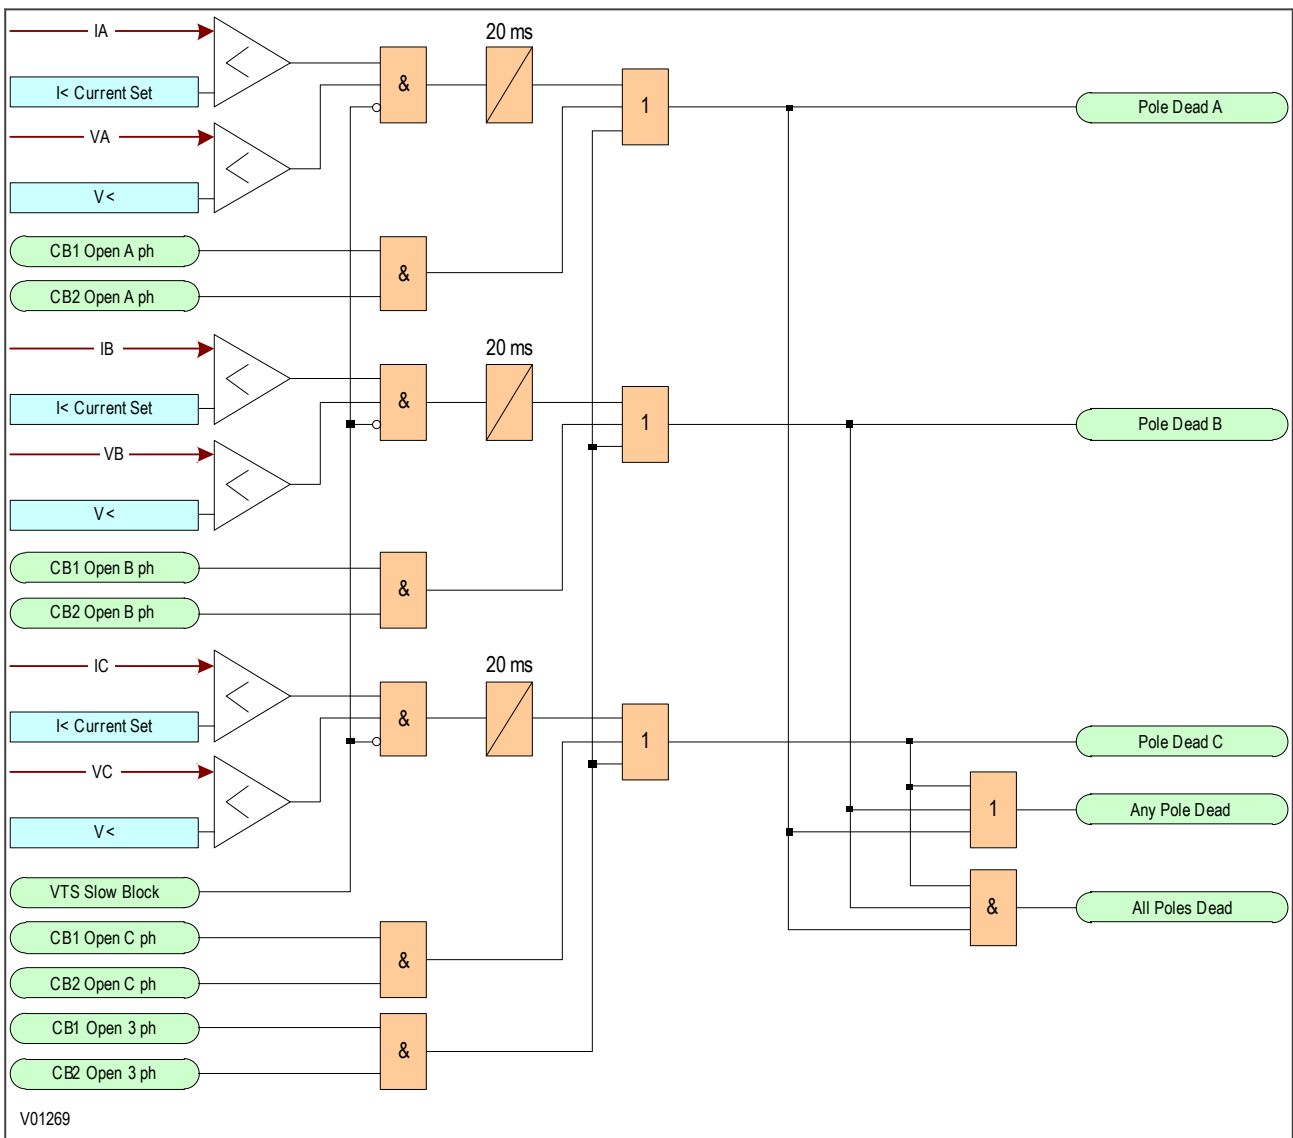 IA
20 ms
&
I< Current Set
1
Pole Dead A
VA
V <
CB1 Open A ph
&
CB2 Open A ph
IB
20 ms
&
I< Current Set
1
Pole Dead B
VB
V <
CB1 Open B ph
&
CB2 Open B ph
IC
20 ms
&
I< Current Set
1
Pole Dead C
VC
V <
1
Any Pole Dead
VTS Slow Block
&
All Poles Dead
CB1 Open C ph
&
CB2 Open C ph
CB1 Open 3 ph
&
CB2 Open 3 ph
V01269